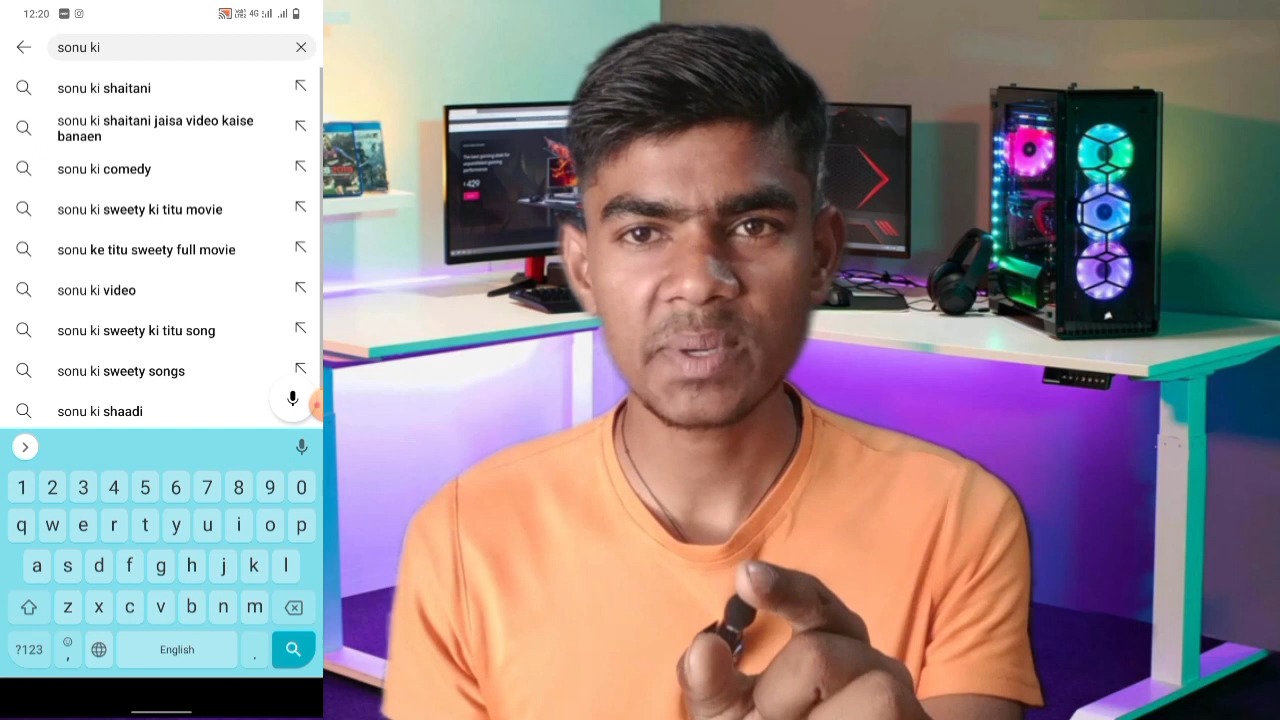 12:20
4G
sonu ki
sonu ki shaitani
sonu ki shaitani jaisa video kaise
banaen
sonu ki comedy
sonu ki sweety ki titu movie
sonu ke titu sweety full movie
sonu ki video
sonu ki sweety ki titu song
sonu ki sweety songs
sonu ki shaadi
1 2 3 4 5 6 7 8 9 0
q w e r t y u i o p
a s d f g h j k l
z x c v b n m
?123 , English .
429